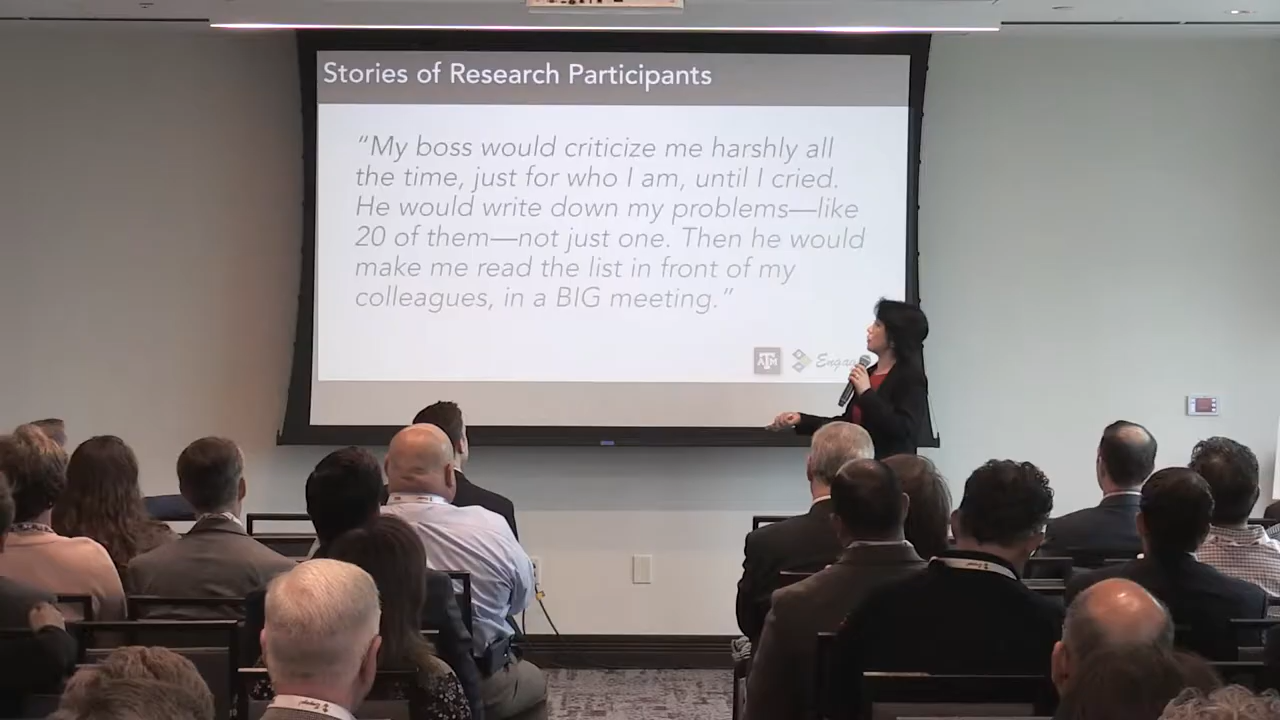 Stories of Research Participants
“My boss would criticize me harshly all
the time, just for who I am, until I cried.
He would write down my problems—like
20 of them—not just one. Then he would
make me read the list in front of my
colleagues, in a BIG meeting.”
ATM